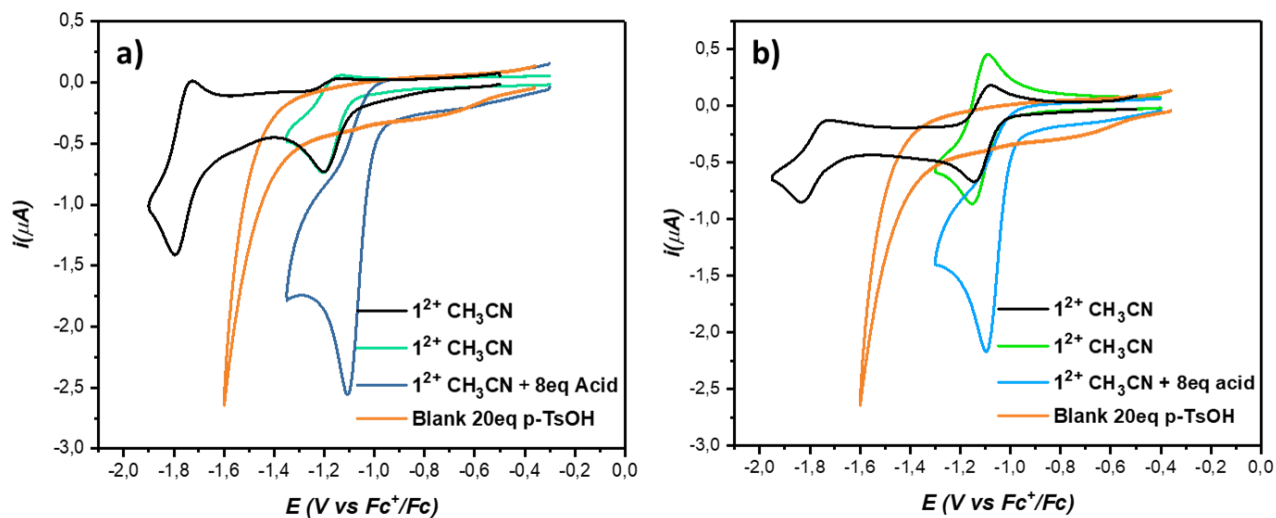 a)
0,5
0,0
-0,5
-1,0
-1,5
-2,0
-2,5
-3,0
i(μA)
1²⁺ CH₃CN
1²⁺ CH₃CN
1²⁺ CH₃CN + 8eq Acid
Blank 20eq p-TsOH
-2,0 -1,8 -1,6 -1,4 -1,2 -1,0 -0,8 -0,6 -0,4 -0,2 0,0
E (V vs Fc⁺/Fc)
b)
0,5
0,0
-0,5
-1,0
-1,5
-2,0
-2,5
-3,0
i(μA)
1²⁺ CH₃CN
1²⁺ CH₃CN
1²⁺ CH₃CN + 8eq acid
Blank 20eq p-TsOH
-2,0 -1,8 -1,6 -1,4 -1,2 -1,0 -0,8 -0,6 -0,4 -0,2 0,0
E (V vs Fc⁺/Fc)